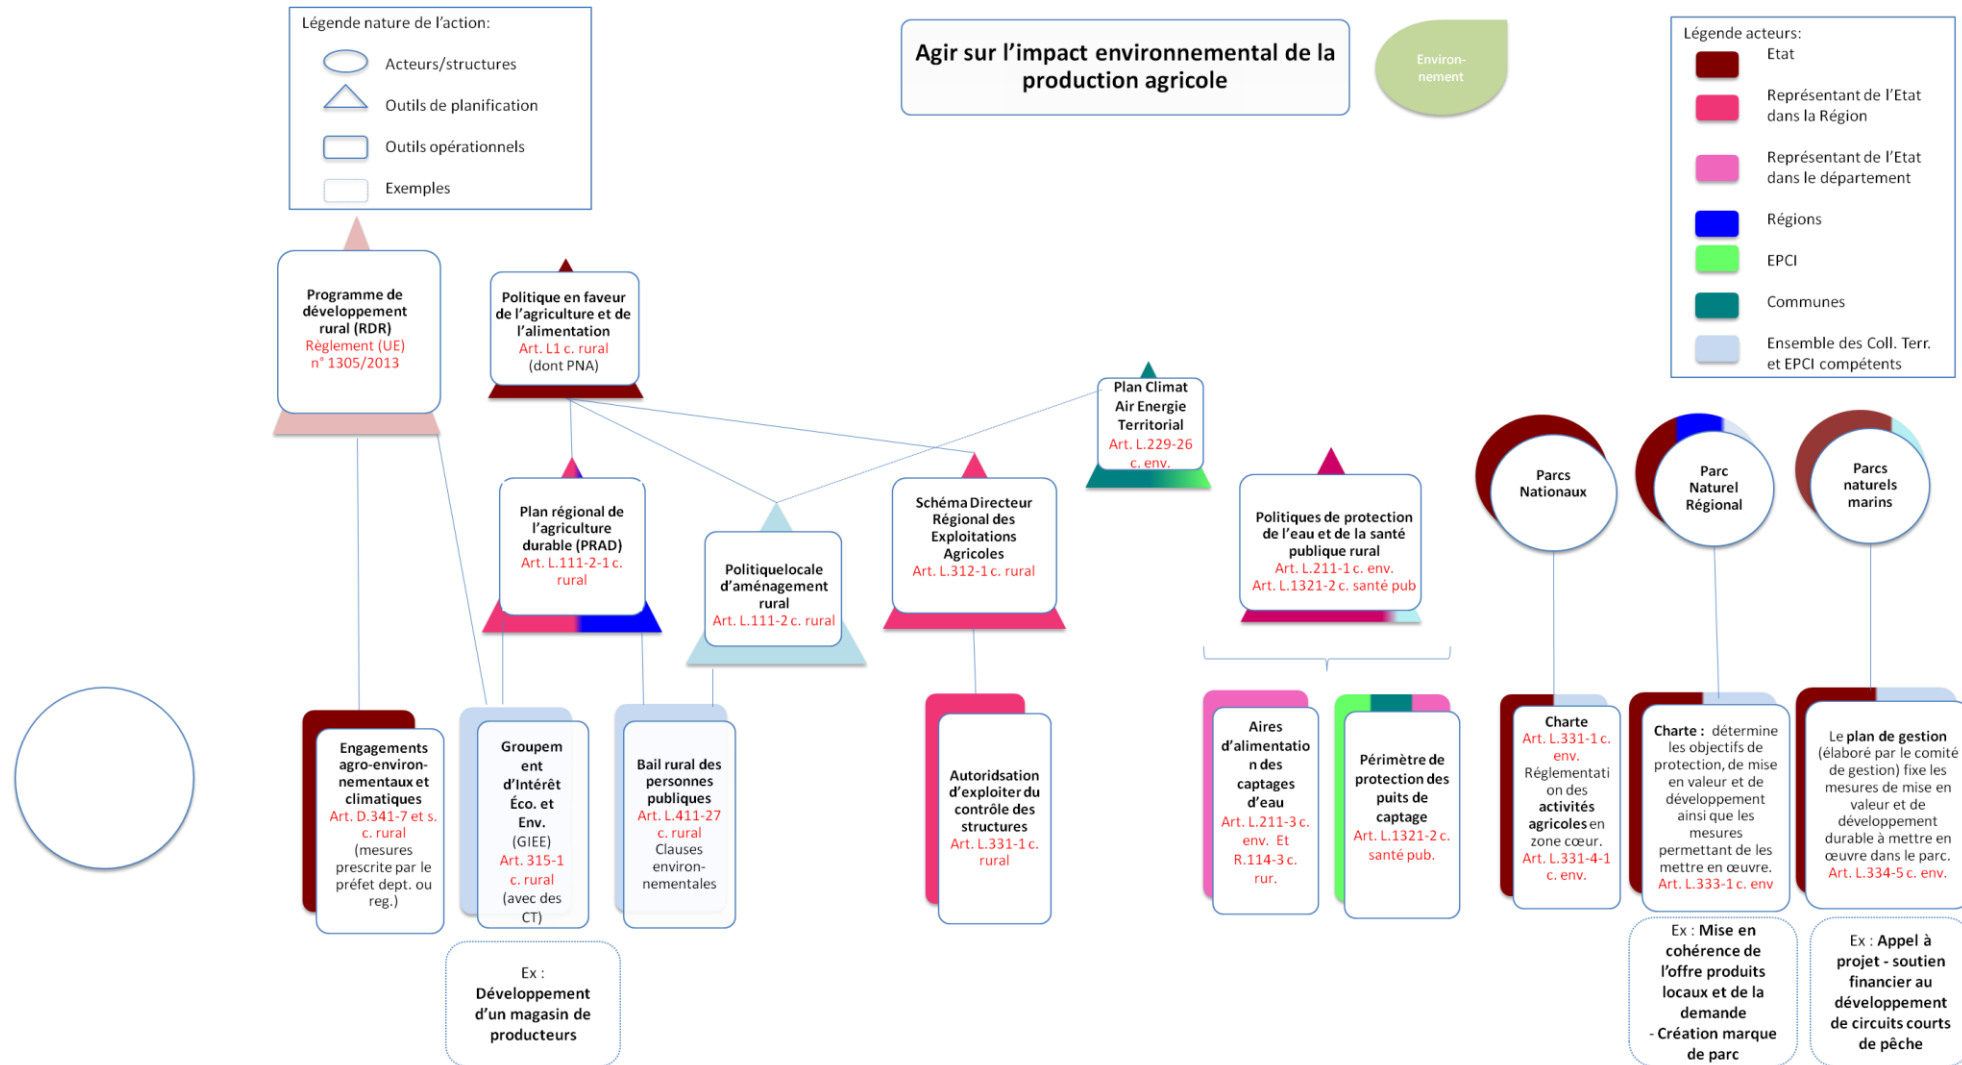 Légende nature de l’action:
Acteurs/structures
Outils de planification
Outils opérationnels
Exemples
Agir sur l’impact environnemental de la
production agricole
Environ-
nement
Légende acteurs:
Etat
Représentant de l’Etat
dans la Région
Représentant de l’Etat
dans le département
Régions
EPCI
Communes
Ensemble des Coll. Terr.
et EPCI compétents
Programme de
développement
rural (RDR)
Règlement (UE)
n° 1305/2013
Politique en faveur
de l’agriculture et de
l’alimentation
Art. L1 c. rural
(dont PNA)
Plan Climat
Air Energie
Territorial
Art. L.229-26
c. env.
Plan régional de
l’agriculture
durable (PRAD)
Art. L.111-2-1 c.
rural
Politiquelocale
d’aménagement
rural
Art. L.111-2 c. rural
Schéma Directeur
Régional des
Exploitations
Agricoles
Art. L.312-1 c. rural
Politiques de protection
de l’eau et de la santé
publique rural
Art. L.211-1 c. env.
Art. L.1321-2 c. santé pub
Parcs
Nationaux
Parc
Naturel
Régional
Parcs
naturels
marins
Engagements
agro-environ-
nementaux et
climatiques
Art. D.341-7 et s.
c. rural
(mesures
prescrite par le
préfet dept. ou
reg.)
Groupem
ent
d’Intérêt
Éco. et
Env.
(GIEE)
Art. 315-1
c. rural
(avec des
CT)
Bail rural des
personnes
publiques
Art. L.411-27
c. rural
Clauses
environ-
nementales
Autoridsation
d’exploiter du
contrôle des
structures
Art. L.331-1 c.
rural
Aires
d’alimentatio
n des
captages
d’eau
Art. L.211-3 c.
env. Et
R.114-3 c.
rur.
Périmètre de
protection des
puits de
captage
Art. L.1321-2 c.
santé pub.
Charte
Art. L.331-1 c.
env.
Réglementati
on des
activités
agricoles en
zone cœur.
Art. L.331-4-1
c. env.
Charte : détermine
les objectifs de
protection, de mise
en valeur et de
développement
ainsi que les
mesures
permettant de les
mettre en œuvre.
Art. L.333-1 c. env
Le plan de gestion
(élaboré par le comité
de gestion) fixe les
mesures de mise en
valeur et de
développement
durable à mettre en
œuvre dans le parc.
Art. L.334-5 c. env.
Ex :
Développement
d’un magasin de
producteurs
Ex : Mise en
cohérence de
l’offre produits
locaux et de la
demande
- Création marque
de parc
Ex : Appel à
projet - soutien
financier au
développement
de circuits courts
de pêche